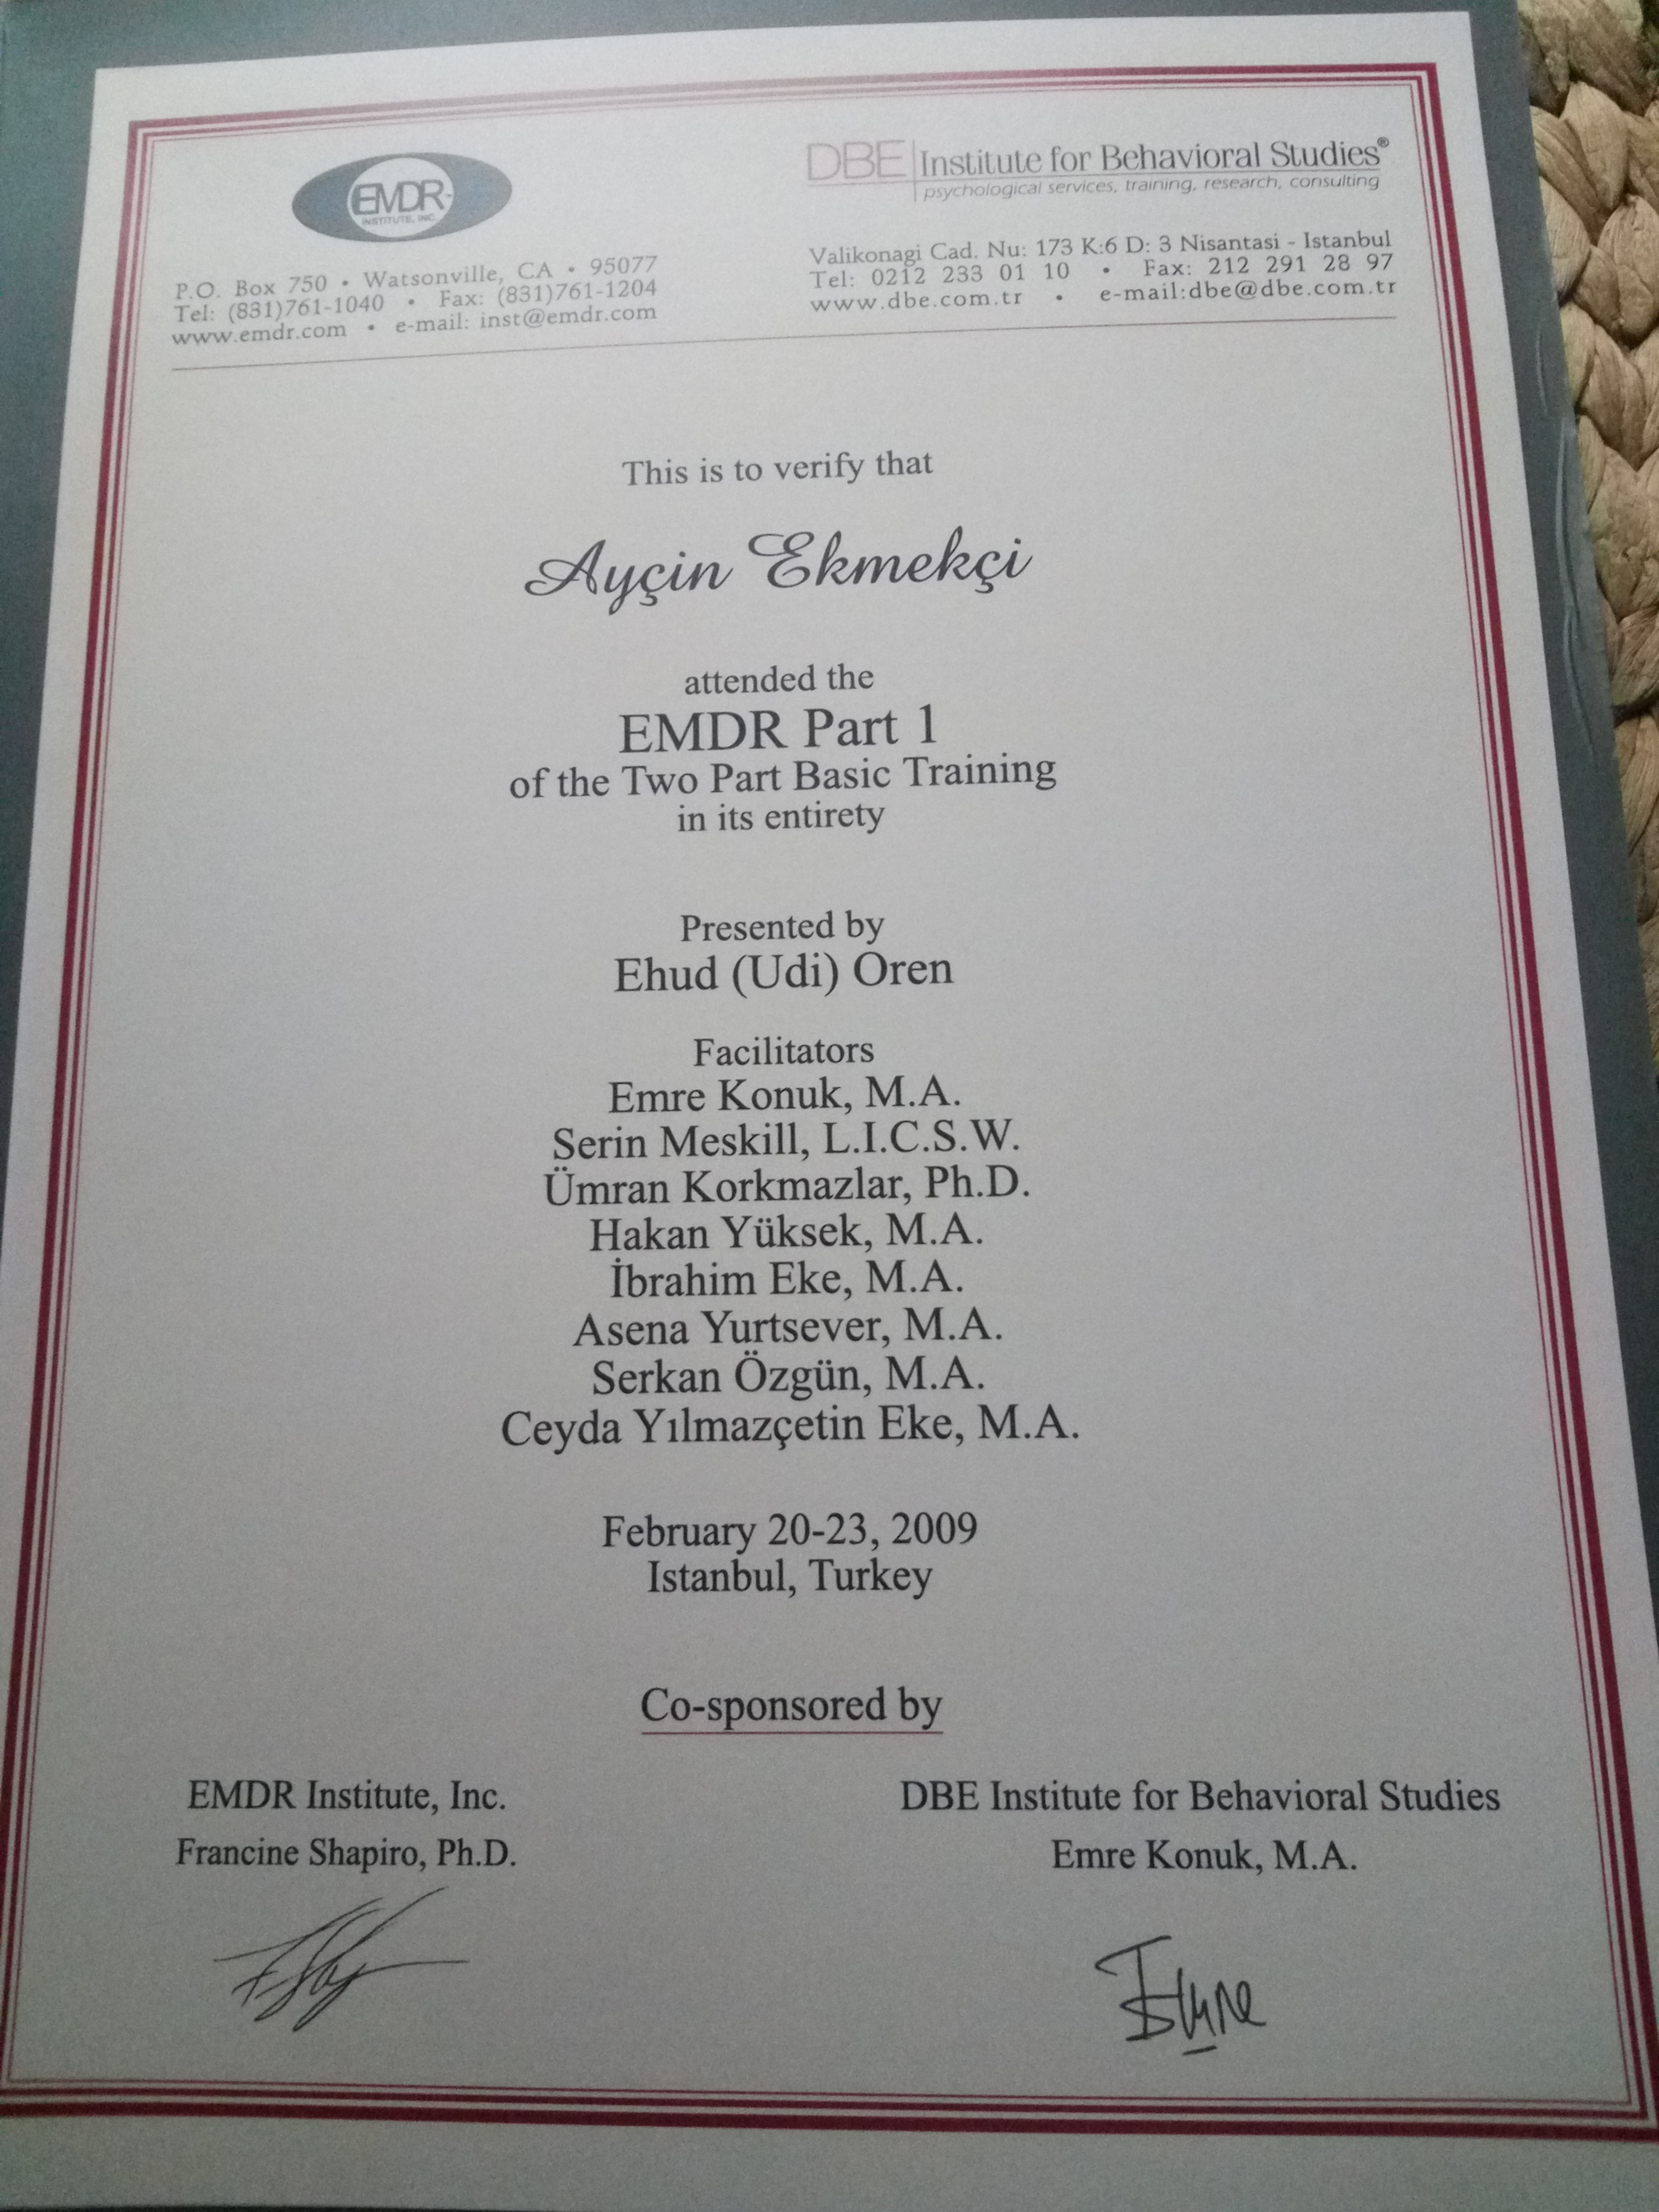 EMDR
INSTITUTE, INC.
P.O. Box 750 • Watsonville, CA • 95077
Tel: (831)761-1040 • Fax: (831)761-1204
www.emdr.com • e-mail: inst@emdr.com
DBE Institute for Behavioral Studies®
psychological services, training, research, consulting
Valikonagi Cad. Nu: 173 K:6 D: 3 Nisantasi - Istanbul
Tel: 0212 233 01 10 • Fax: 212 291 28 97
www.dbe.com.tr • e-mail:dbe@dbe.com.tr
This is to verify that
Ayçin Ekmekçi
attended the
EMDR Part 1
of the Two Part Basic Training
in its entirety
Presented by
Ehud (Udi) Oren
Facilitators
Emre Konuk, M.A.
Serin Meskill, L.I.C.S.W.
Ümran Korkmazlar, Ph.D.
Hakan Yüksek, M.A.
İbrahim Eke, M.A.
Asena Yurtsever, M.A.
Serkan Özgün, M.A.
Ceyda Yılmazçetin Eke, M.A.
February 20-23, 2009
Istanbul, Turkey
Co-sponsored by
EMDR Institute, Inc.
Francine Shapiro, Ph.D.
DBE Institute for Behavioral Studies
Emre Konuk, M.A.
Emre